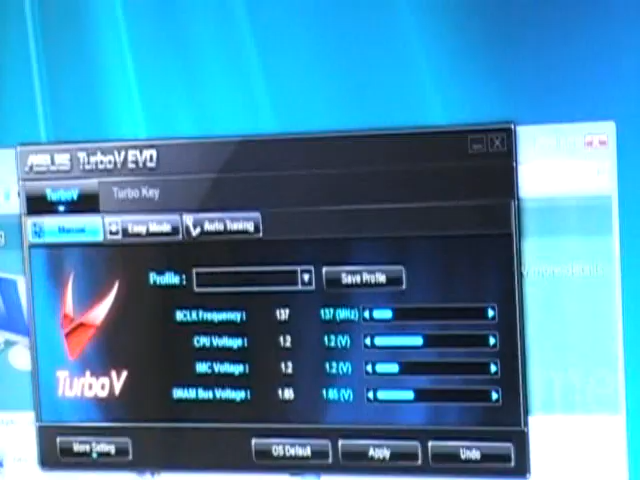 ASUS TurboV EVO
TurboV Turbo Key
Manual Easy Mode Auto Tuning
Profile : Save Profile
BCLK Frequency : 137 137 (MHz)
CPU Voltage : 1.2 1.2 (V)
IMC Voltage : 1.2 1.2 (V)
DRAM Bus Voltage : 1.65 1.65 (V)
TurboV
More Setting OS Default Apply Undo